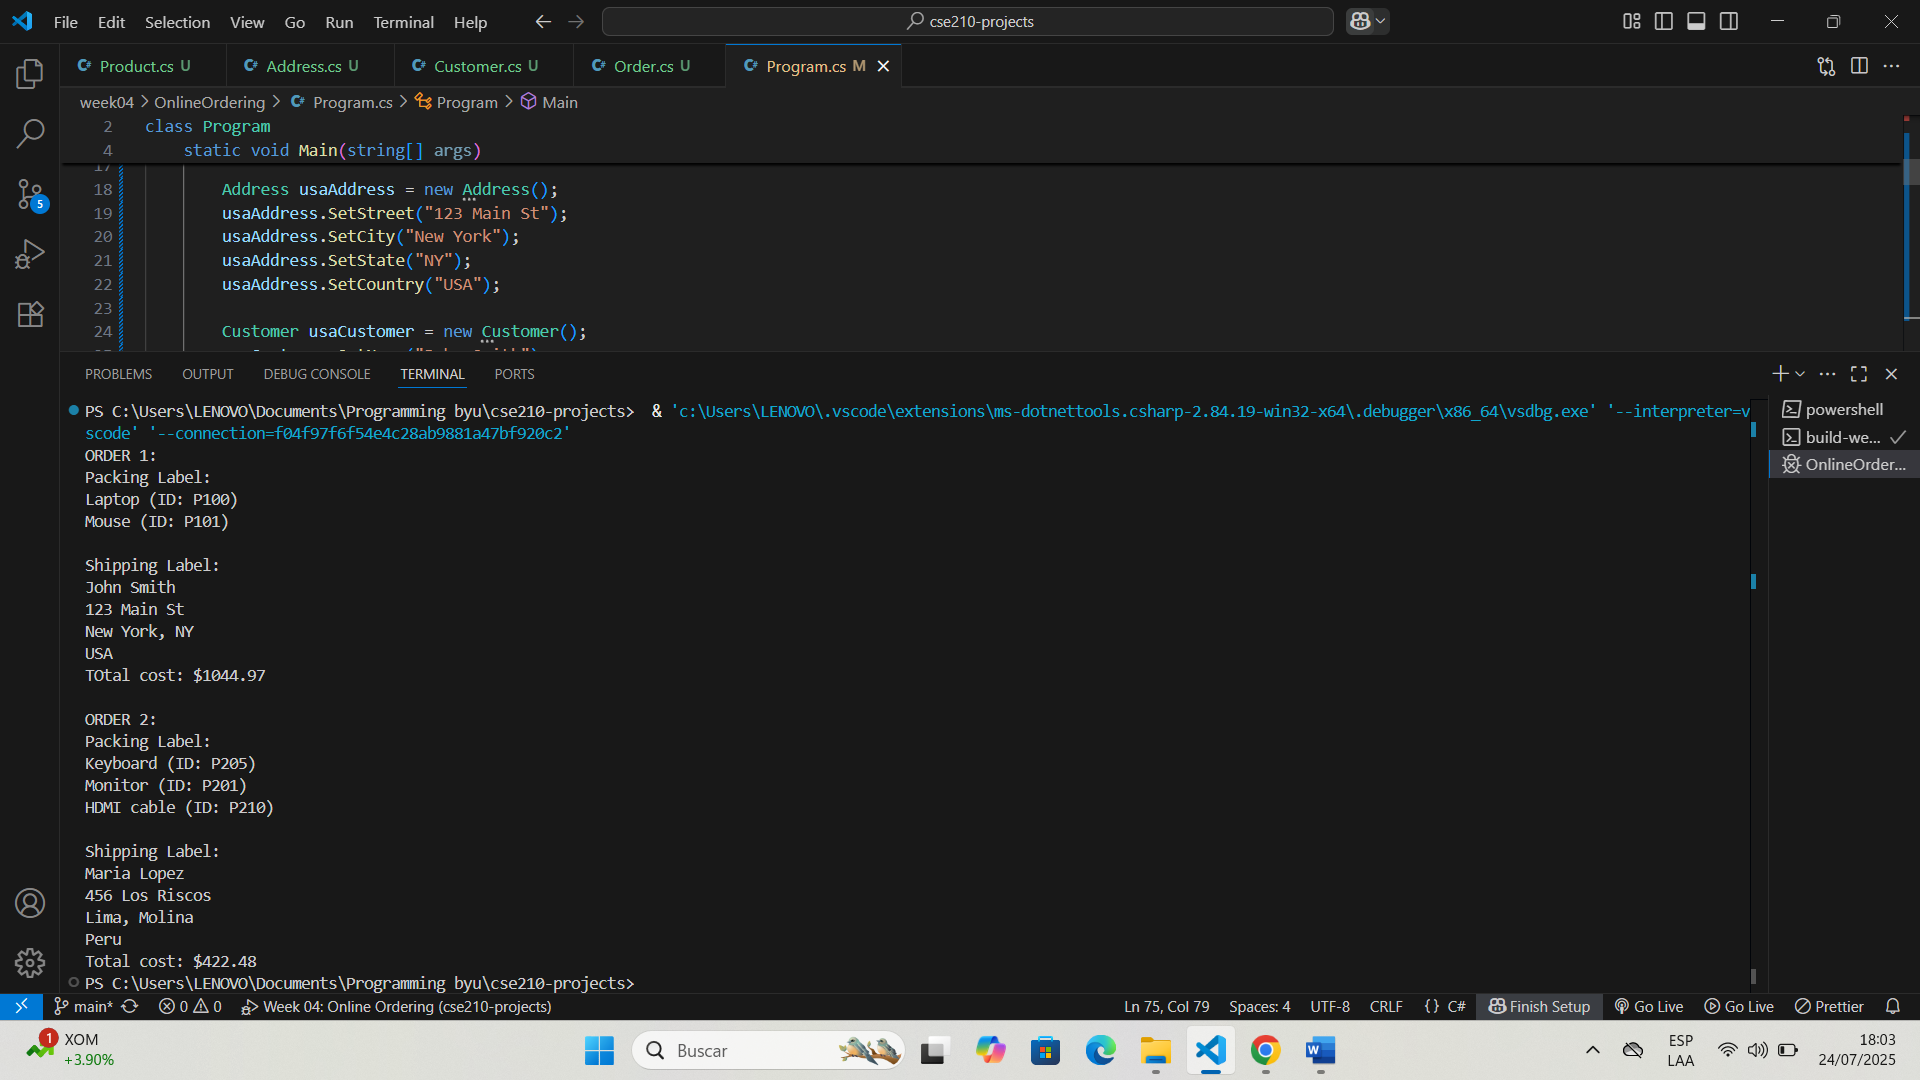 File Edit Selection View Go Run Terminal Help
cse210-projects
Product.cs U Address.cs U Customer.cs U Order.cs U Program.cs M
week04 > OnlineOrdering > Program.cs > Program > Main
2 class Program
4 static void Main(string[] args)
17
18 Address usaAddress = new Address();
19 usaAddress.SetStreet("123 Main St");
20 usaAddress.SetCity("New York");
21 usaAddress.SetState("NY");
22 usaAddress.SetCountry("USA");
23
24 Customer usaCustomer = new Customer();
5
PROBLEMS OUTPUT DEBUG CONSOLE TERMINAL PORTS
PS C:\Users\LENOVO\Documents\Programming byu\cse210-projects> & 'c:\Users\LENOVO\.vscode\extensions\ms-dotnettools.csharp-2.84.19-win32-x64\.debugger\x86_64\vsdbg.exe' '--interpreter=v
scode' '--connection=f04f97f6f54e4c28ab9881a47bf920c2'
ORDER 1:
Packing Label:
Laptop (ID: P100)
Mouse (ID: P101)
Shipping Label:
John Smith
123 Main St
New York, NY
USA
TOtal cost: $1044.97
ORDER 2:
Packing Label:
Keyboard (ID: P205)
Monitor (ID: P201)
HDMI cable (ID: P210)
Shipping Label:
Maria Lopez
456 Los Riscos
Lima, Molina
Peru
Total cost: $422.48
PS C:\Users\LENOVO\Documents\Programming byu\cse210-projects>
powershell
build-we...
OnlineOrder...
main* 0 0 Week 04: Online Ordering (cse210-projects) Ln 75, Col 79 Spaces: 4 UTF-8 CRLF {} C# Finish Setup Go Live Go Live Prettier
1 XOM
+3.90%
Buscar
ESP
LAA
18:03
24/07/2025